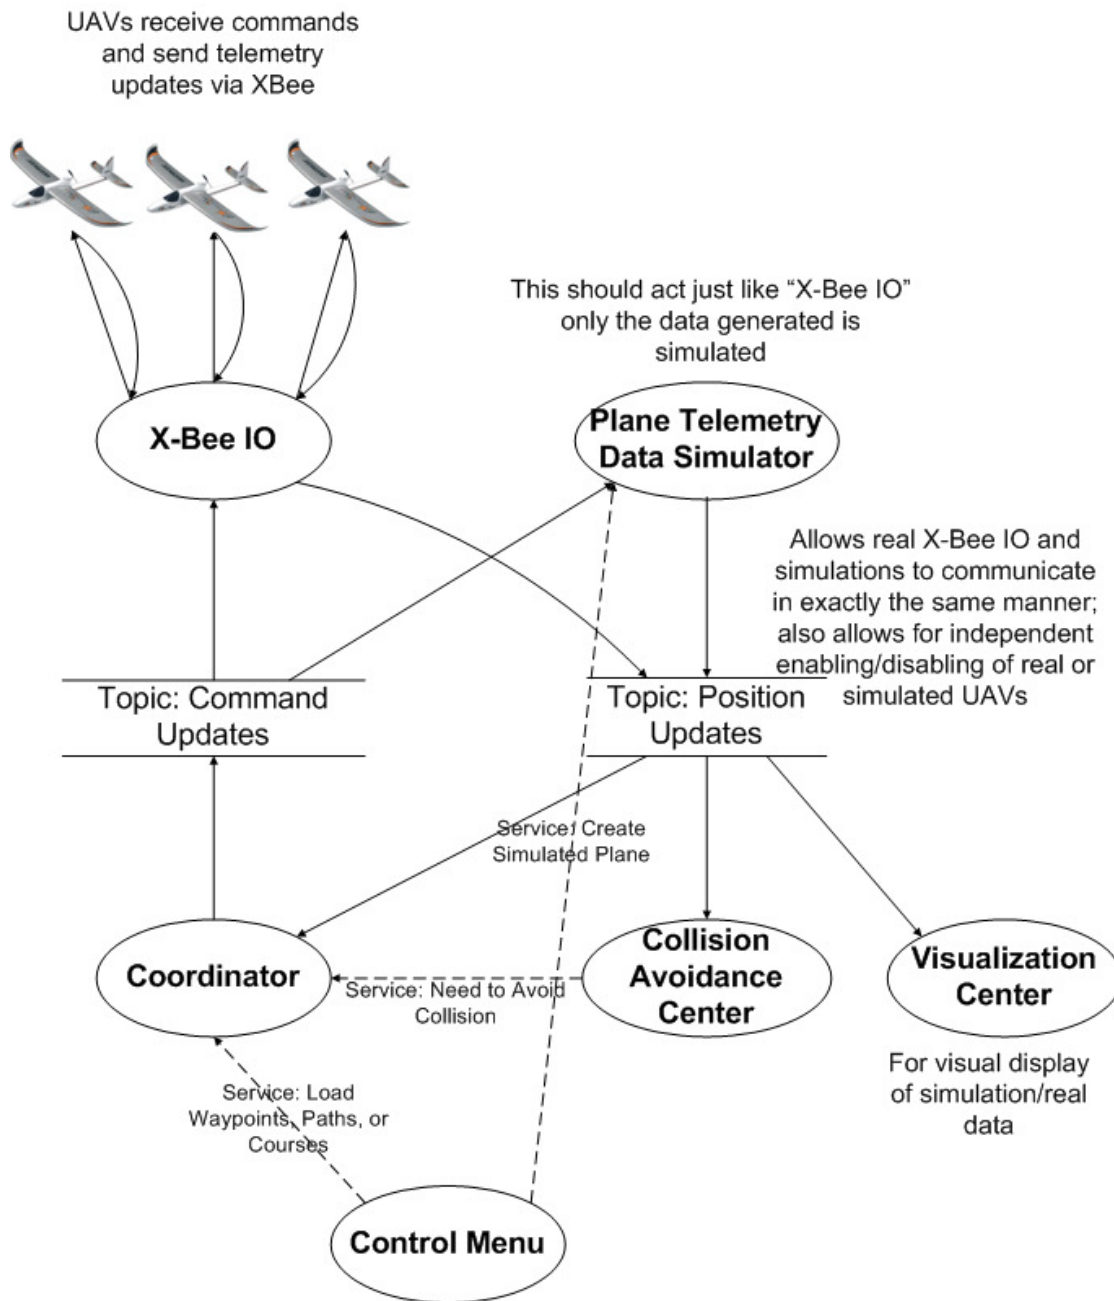 UAVs receive commands
and send telemetry
updates via XBee
This should act just like “X-Bee IO”
only the data generated is
simulated
X-Bee IO
Plane Telemetry
Data Simulator
Allows real X-Bee IO and
simulations to communicate
in exactly the same manner;
also allows for independent
enabling/disabling of real or
simulated UAVs
Topic: Command
Updates
Topic: Position
Updates
Service: Create
Simulated Plane
Coordinator
Service: Need to Avoid
Collision
Collision
Avoidance
Center
Visualization
Center
For visual display
of simulation/real
data
Service: Load
Waypoints, Paths, or
Courses
Control Menu